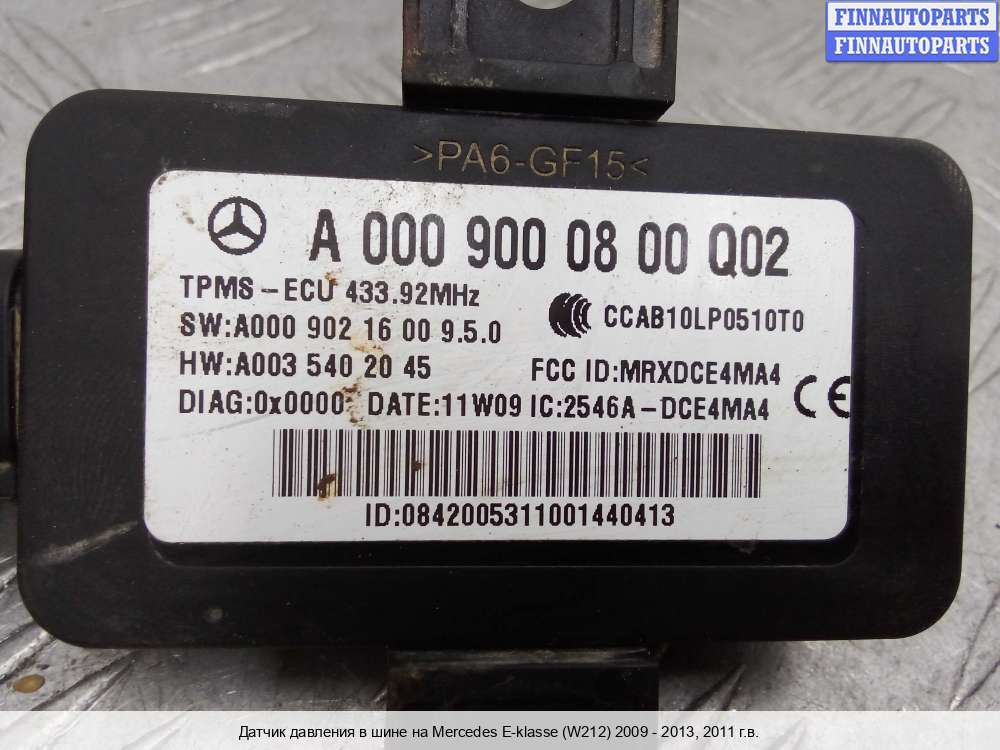 FINNAUTOPARTS
FINNAUTOPARTS
>PA6-GF15<
A 000 900 08 00 Q02
TPMS-ECU 433.92MHz
CCAB10LP0510T0
SW:A000 902 16 00 9.5.0
HW:A003 540 20 45
FCC ID:MRXDCE4MA4
DIAG:0x0000 DATE:11W09 IC:2546A-DCE4MA4
CE
ID:0842005311001440413
Датчик давления в шине на Mercedes E-klasse (W212) 2009 - 2013, 2011 г.в.